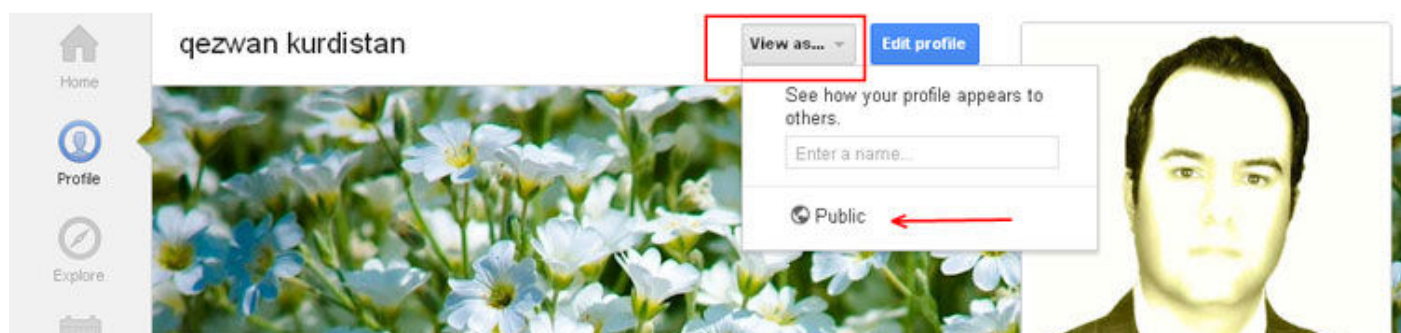 qezwan kurdistan
View as...
Edit profile
Home
See how your profile appears to
others.
Enter a name...
Profile
Public
Explore